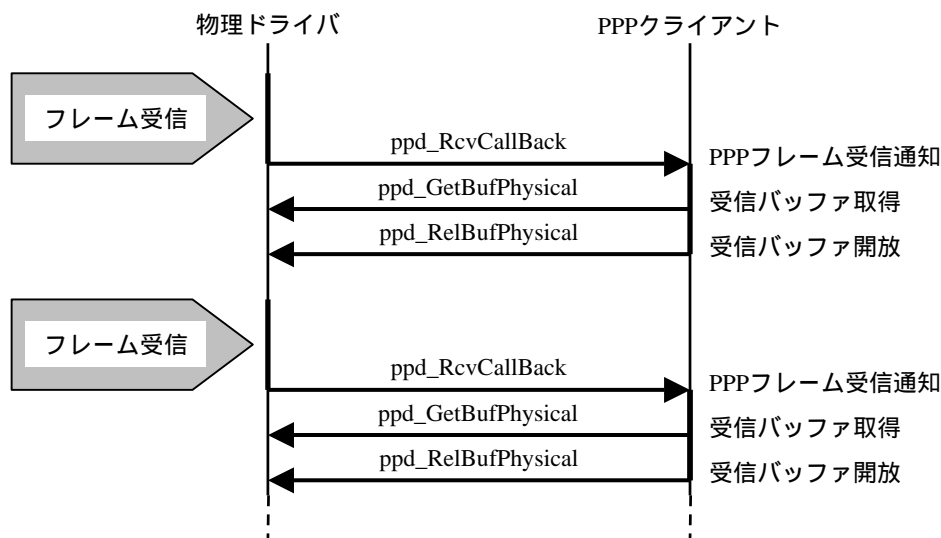 物理ドライバ
PPPクライアント
フレーム受信
ppd_RcvCallBack
PPPフレーム受信通知
ppd_GetBufPhysical
受信バッファ取得
ppd_RelBufPhysical
受信バッファ開放
フレーム受信
ppd_RcvCallBack
PPPフレーム受信通知
ppd_GetBufPhysical
受信バッファ取得
ppd_RelBufPhysical
受信バッファ開放